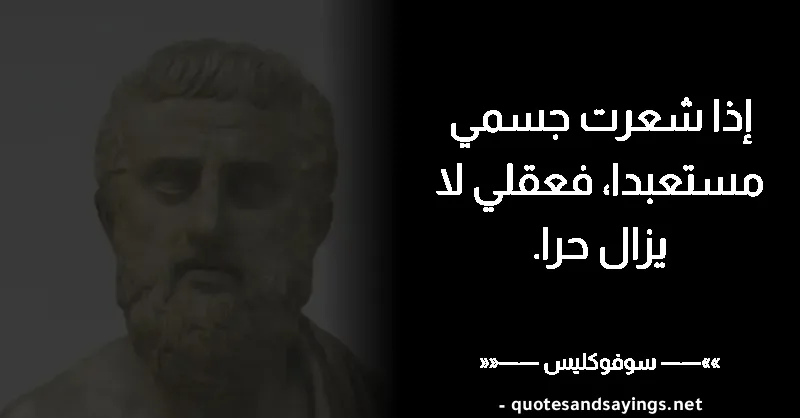 إذا شعرت جسمي
مستعبدا، فعقلي لا
يزال حرا.
»»—— سوفوكليس ——««
- quotesandsayings.net